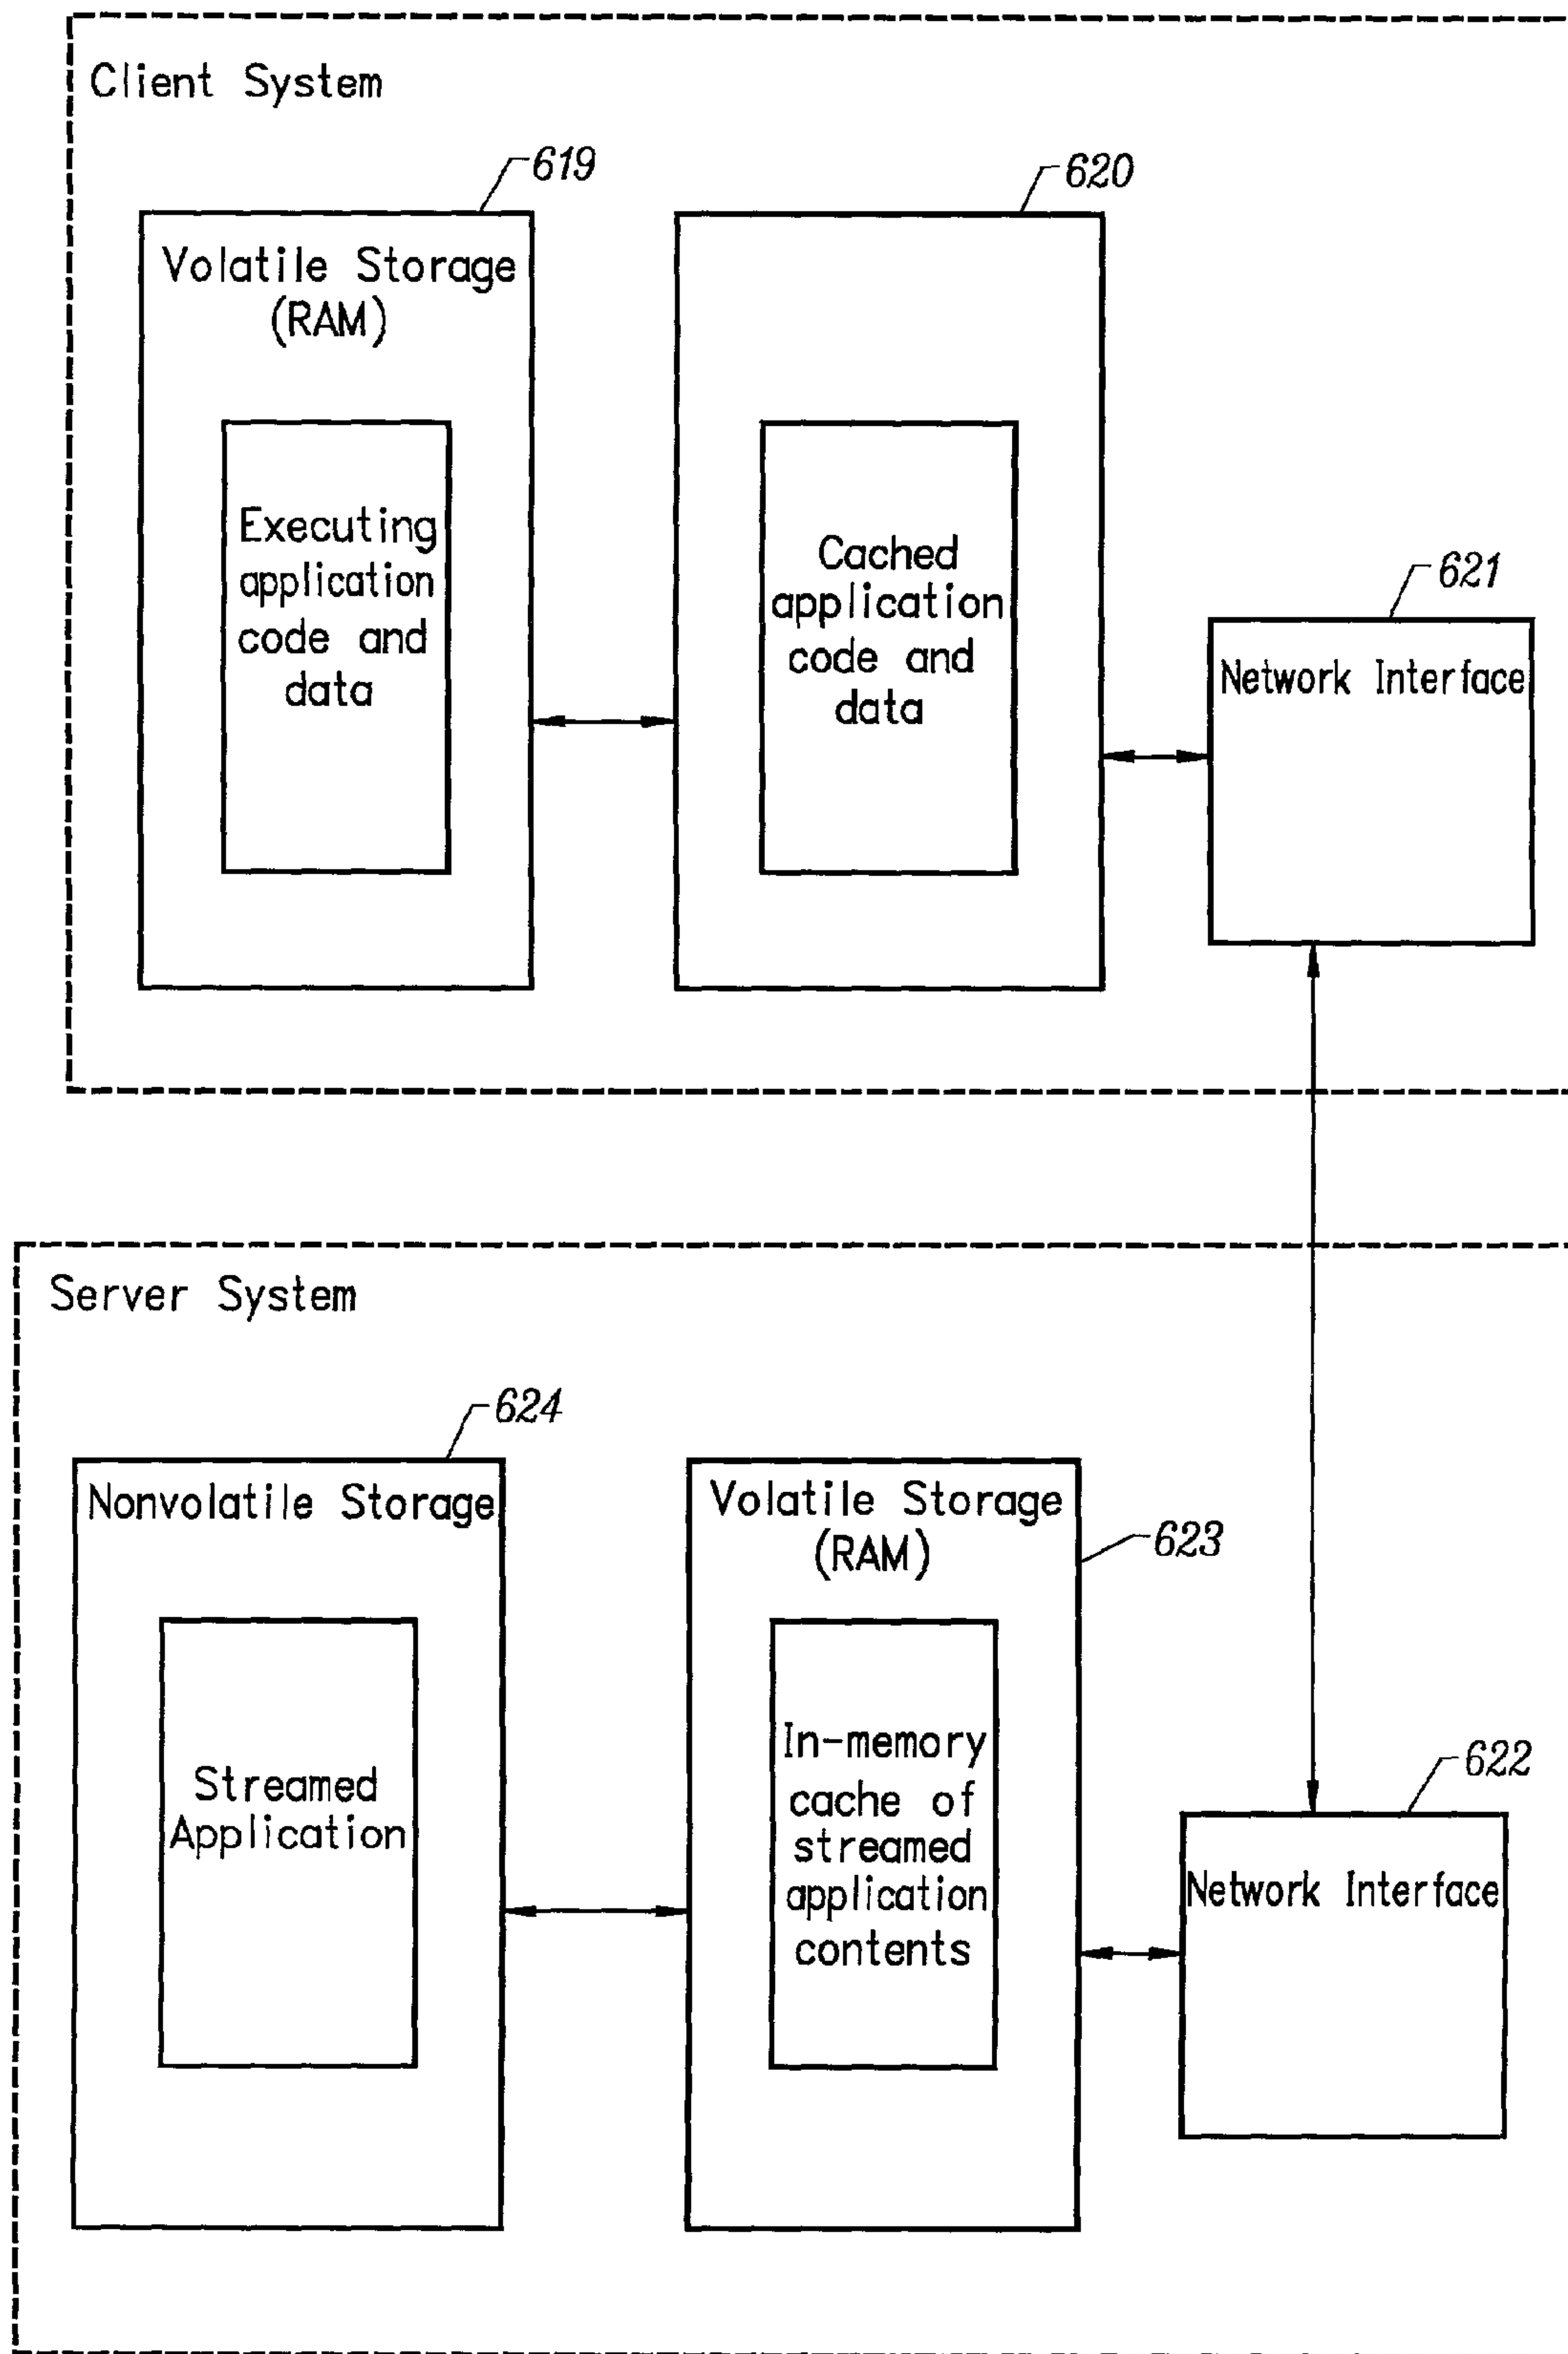 Client System
619
620
Volatile Storage
(RAM)
Executing
application
code and
data
Cached
application
code and
data
621
Network Interface
Server System
624
Nonvolatile Storage
Streamed
Application
Volatile Storage
(RAM)
623
In-memory
cache of
streamed
application
contents
622
Network Interface